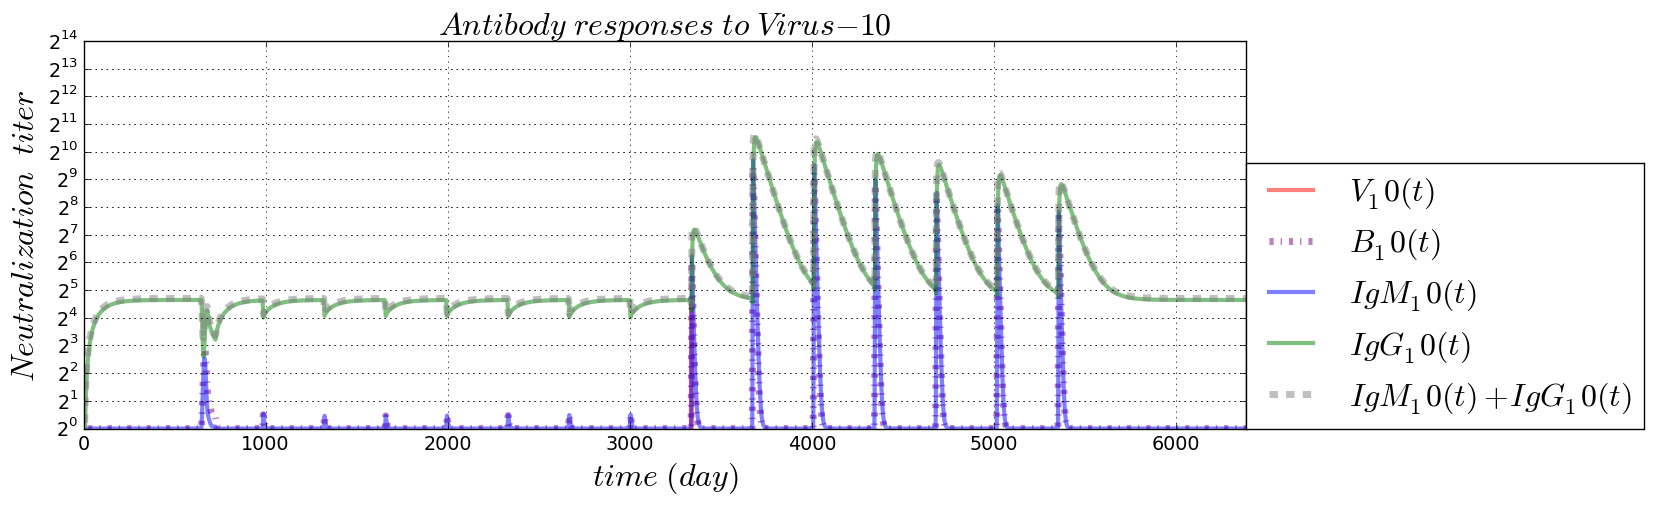 Antibody responses to Virus−10
2^14
2^13
2^12
2^11
2^10
2^9
2^8
2^7
2^6
2^5
2^4
2^3
2^2
2^1
2^0
Neutralization titer
0 1000 2000 3000 4000 5000 6000
time (day)
V_1 0(t)
B_1 0(t)
IgM_1 0(t)
IgG_1 0(t)
IgM_1 0(t) + IgG_1 0(t)